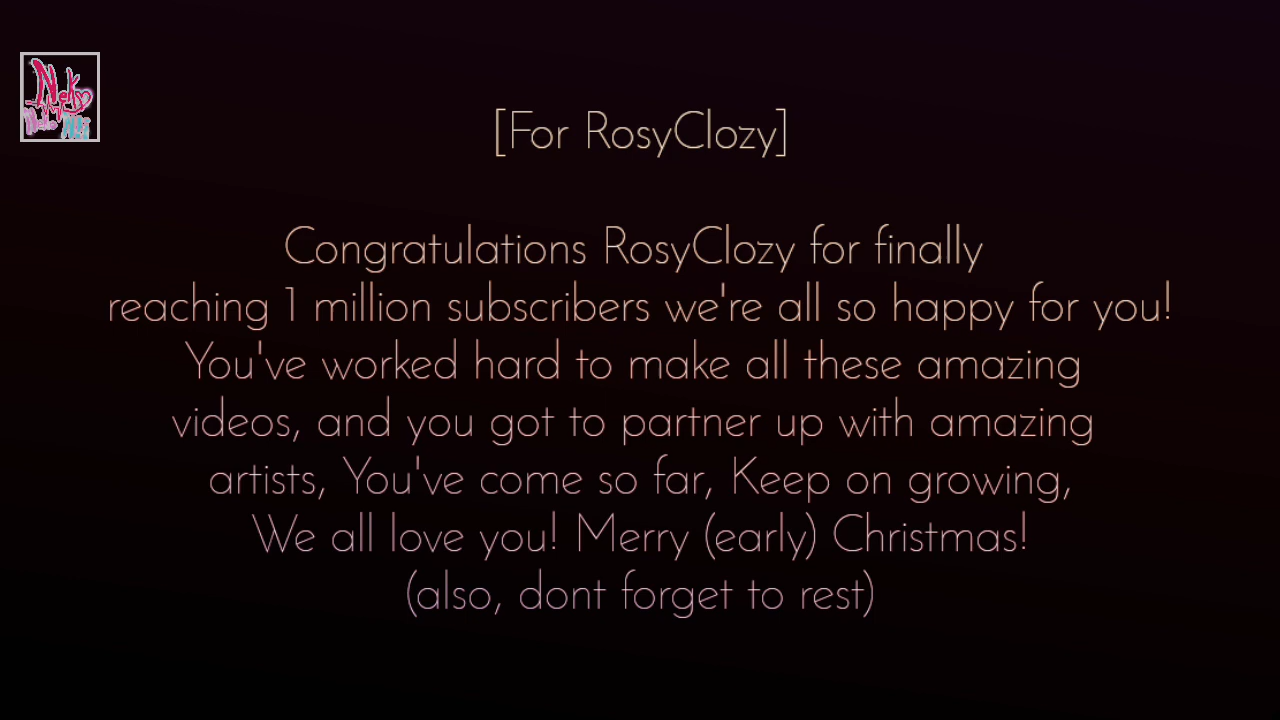 [For RosyClozy]
Congratulations RosyClozy for finally
reaching 1 million subscribers we're all so happy for you!
You've worked hard to make all these amazing
videos, and you got to partner up with amazing
artists, You've come so far, Keep on growing,
We all love you! Merry (early) Christmas!
(also, dont forget to rest)